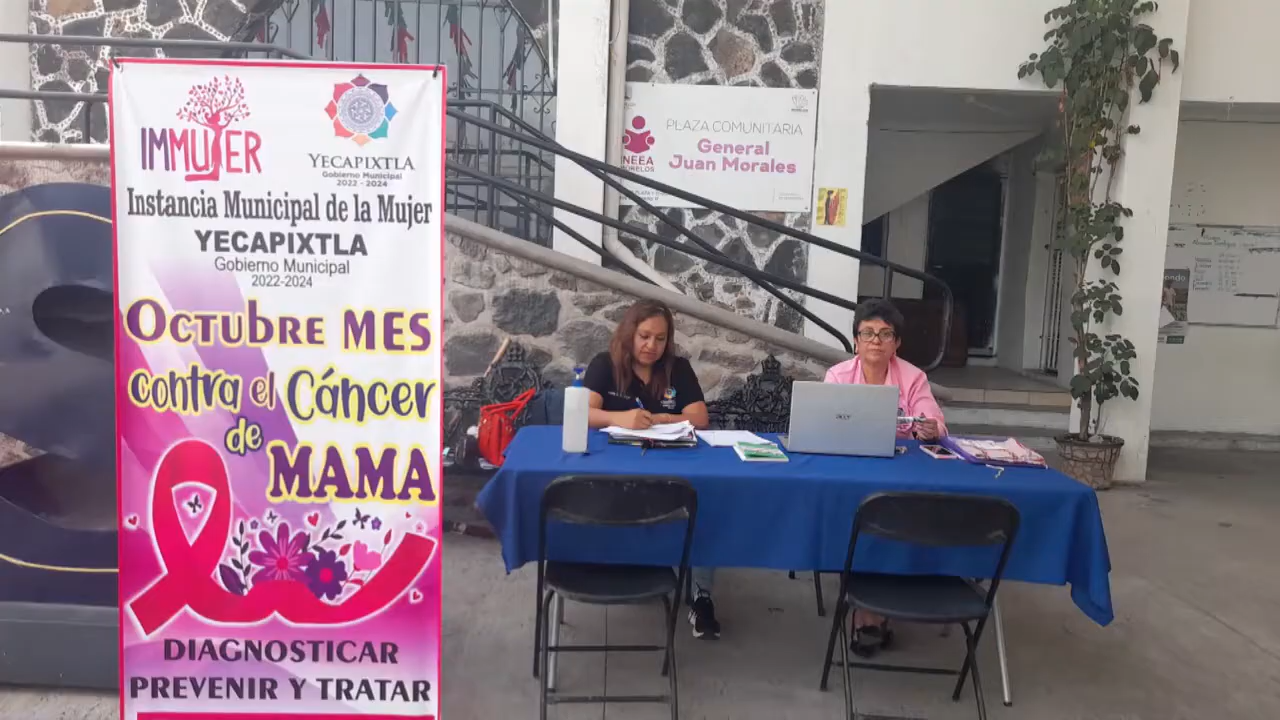 IMMUJER
YECAPIXTLA
Gobierno Municipal
2022 - 2024
Instancia Municipal de la Mujer
YECAPIXTLA
Gobierno Municipal
2022-2024
OCTUBRE MES
contra el CÁNCER
de
MAMA
DIAGNOSTICAR
PREVENIR Y TRATAR
PLAZA COMUNITARIA
General
Juan Morales
INEEA
MORELOS
acer